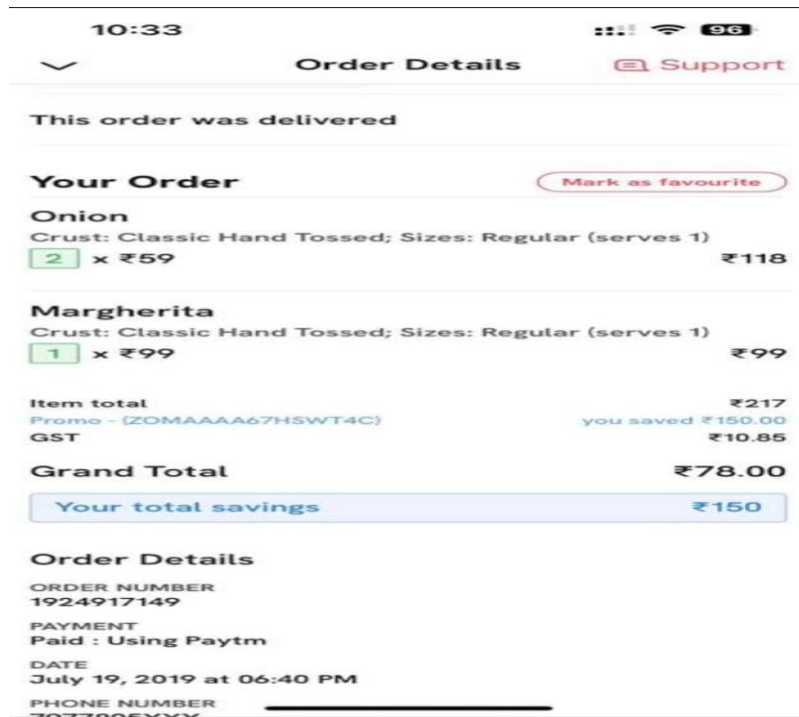 10:33
96
Order Details
Support
This order was delivered
Your Order
Mark as favourite
Onion
Crust: Classic Hand Tossed; Sizes: Regular (serves 1)
2 x ₹59 ₹118
Margherita
Crust: Classic Hand Tossed; Sizes: Regular (serves 1)
1 x ₹99 ₹99
Item total ₹217
Promo - (ZOMAAAA67HSWT4C) you saved ₹150.00
GST ₹10.85
Grand Total ₹78.00
Your total savings ₹150
Order Details
ORDER NUMBER
1924917149
PAYMENT
Paid : Using Paytm
DATE
July 19, 2019 at 06:40 PM
PHONE NUMBER